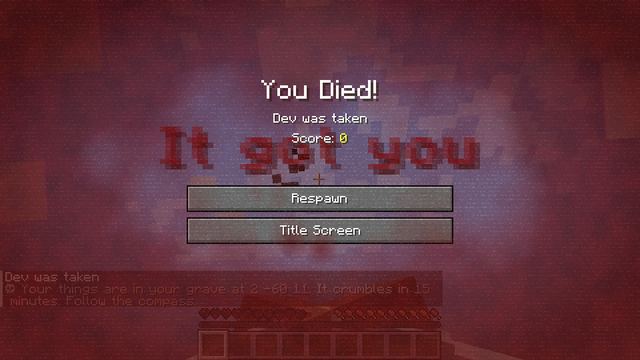 You Died!
Dev was taken
Score: 0
It got you
Respawn
Title Screen
Dev was taken
Your things are in your grave at 2 -60 11. It crumbles in 15
minutes. Follow the compass.